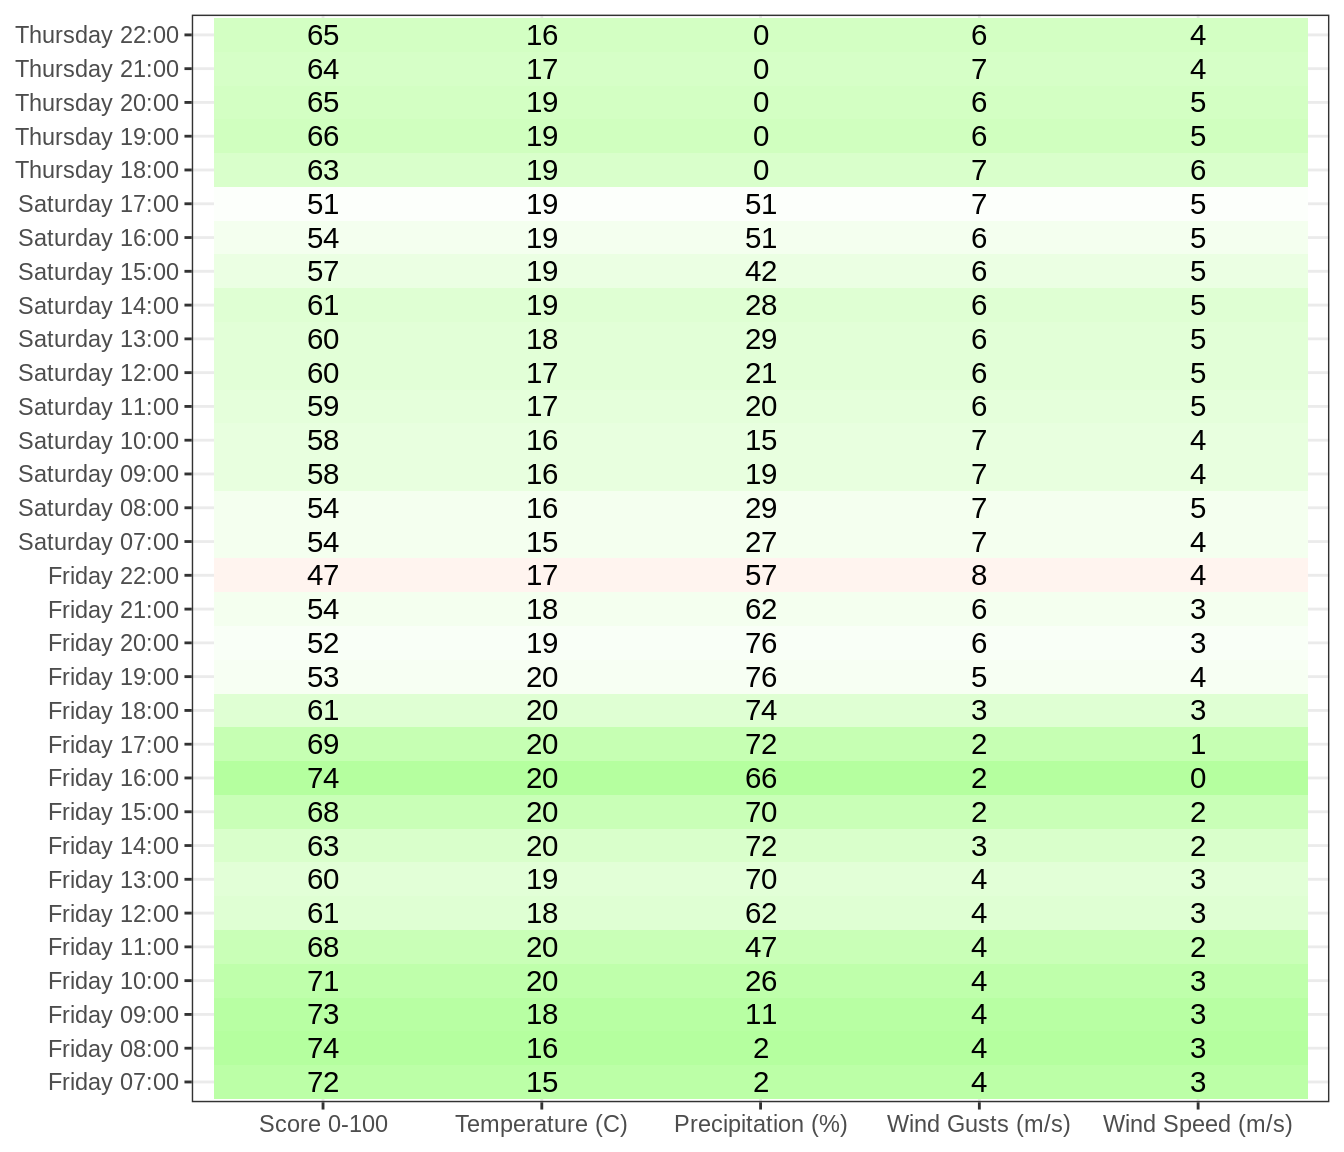 Thursday 22:00 65 16 0 6 4
Thursday 21:00 64 17 0 7 4
Thursday 20:00 65 19 0 6 5
Thursday 19:00 66 19 0 6 5
Thursday 18:00 63 19 0 7 6
Saturday 17:00 51 19 51 7 5
Saturday 16:00 54 19 51 6 5
Saturday 15:00 57 19 42 6 5
Saturday 14:00 61 19 28 6 5
Saturday 13:00 60 18 29 6 5
Saturday 12:00 60 17 21 6 5
Saturday 11:00 59 17 20 6 5
Saturday 10:00 58 16 15 7 4
Saturday 09:00 58 16 19 7 4
Saturday 08:00 54 16 29 7 5
Saturday 07:00 54 15 27 7 4
Friday 22:00 47 17 57 8 4
Friday 21:00 54 18 62 6 3
Friday 20:00 52 19 76 6 3
Friday 19:00 53 20 76 5 4
Friday 18:00 61 20 74 3 3
Friday 17:00 69 20 72 2 1
Friday 16:00 74 20 66 2 0
Friday 15:00 68 20 70 2 2
Friday 14:00 63 20 72 3 2
Friday 13:00 60 19 70 4 3
Friday 12:00 61 18 62 4 3
Friday 11:00 68 20 47 4 2
Friday 10:00 71 20 26 4 3
Friday 09:00 73 18 11 4 3
Friday 08:00 74 16 2 4 3
Friday 07:00 72 15 2 4 3
Score 0-100 Temperature (C) Precipitation (%) Wind Gusts (m/s) Wind Speed (m/s)